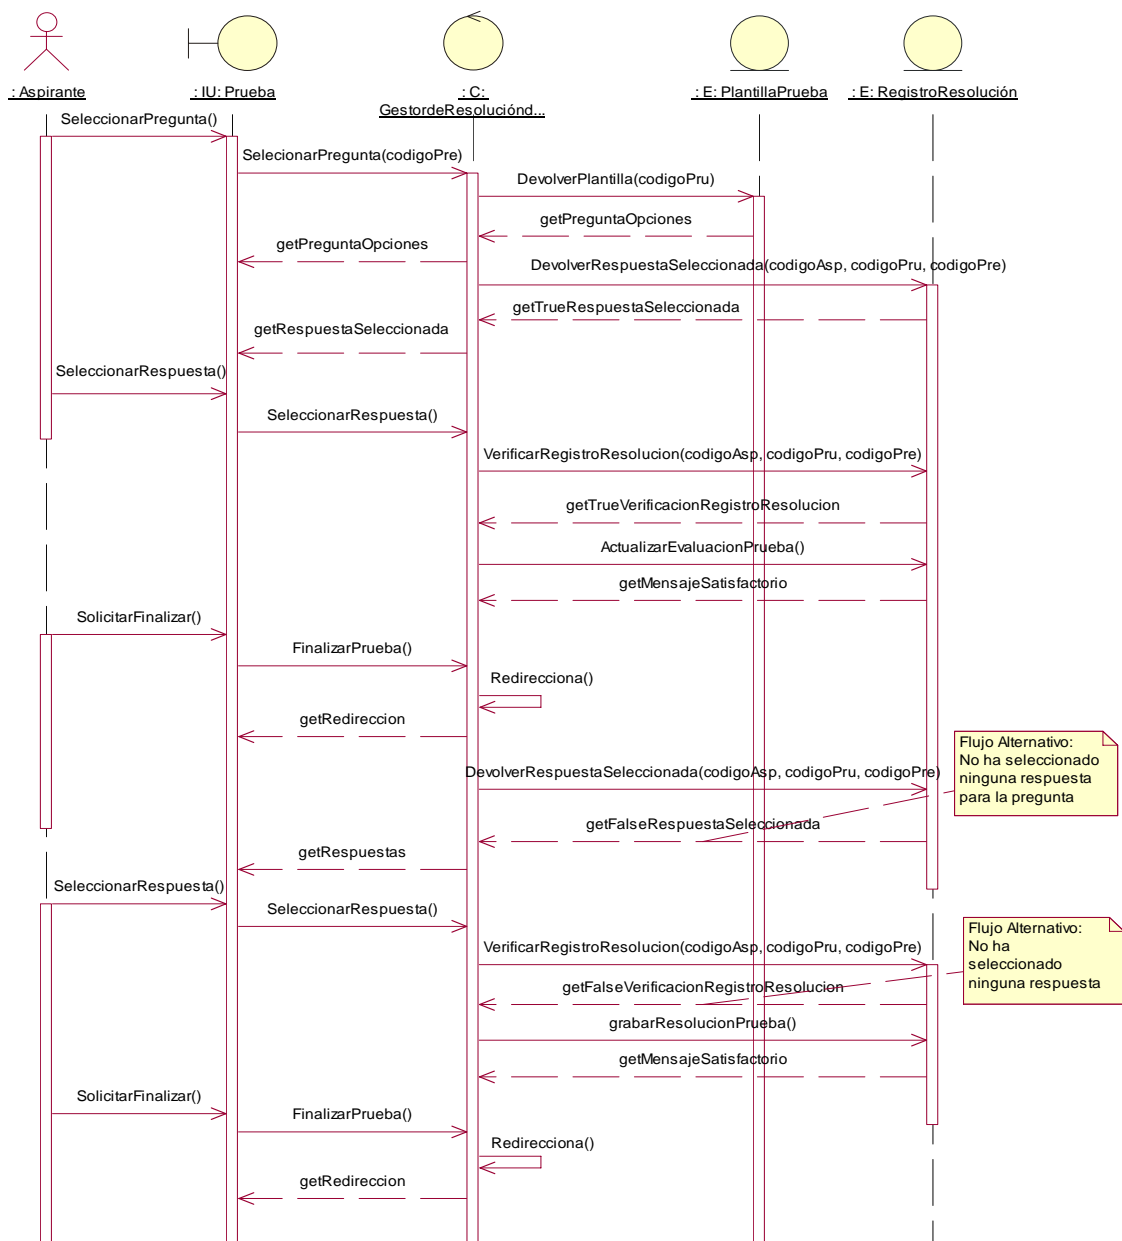 : Aspirante
: IU: Prueba
: C:
GestordeResoluciónd...
: E: PlantillaPrueba
: E: RegistroResolución
SeleccionarPregunta()
SelecionarPregunta(codigoPre)
DevolverPlantilla(codigoPru)
getPreguntaOpciones
getPreguntaOpciones
DevolverRespuestaSeleccionada(codigoAsp, codigoPru, codigoPre)
getTrueRespuestaSeleccionada
getRespuestaSeleccionada
SeleccionarRespuesta()
SeleccionarRespuesta()
VerificarRegistroResolucion(codigoAsp, codigoPru, codigoPre)
getTrueVerificacionRegistroResolucion
ActualizarEvaluacionPrueba()
getMensajeSatisfactorio
SolicitarFinalizar()
FinalizarPrueba()
Redirecciona()
getRedireccion
Flujo Alternativo:
No ha seleccionado
ninguna respuesta
para la pregunta
DevolverRespuestaSeleccionada(codigoAsp, codigoPru, codigoPre)
getFalseRespuestaSeleccionada
getRespuestas
SeleccionarRespuesta()
SeleccionarRespuesta()
Flujo Alternativo:
No ha
seleccionado
ninguna respuesta
VerificarRegistroResolucion(codigoAsp, codigoPru, codigoPre)
getFalseVerificacionRegistroResolucion
grabarResolucionPrueba()
getMensajeSatisfactorio
SolicitarFinalizar()
FinalizarPrueba()
Redirecciona()
getRedireccion